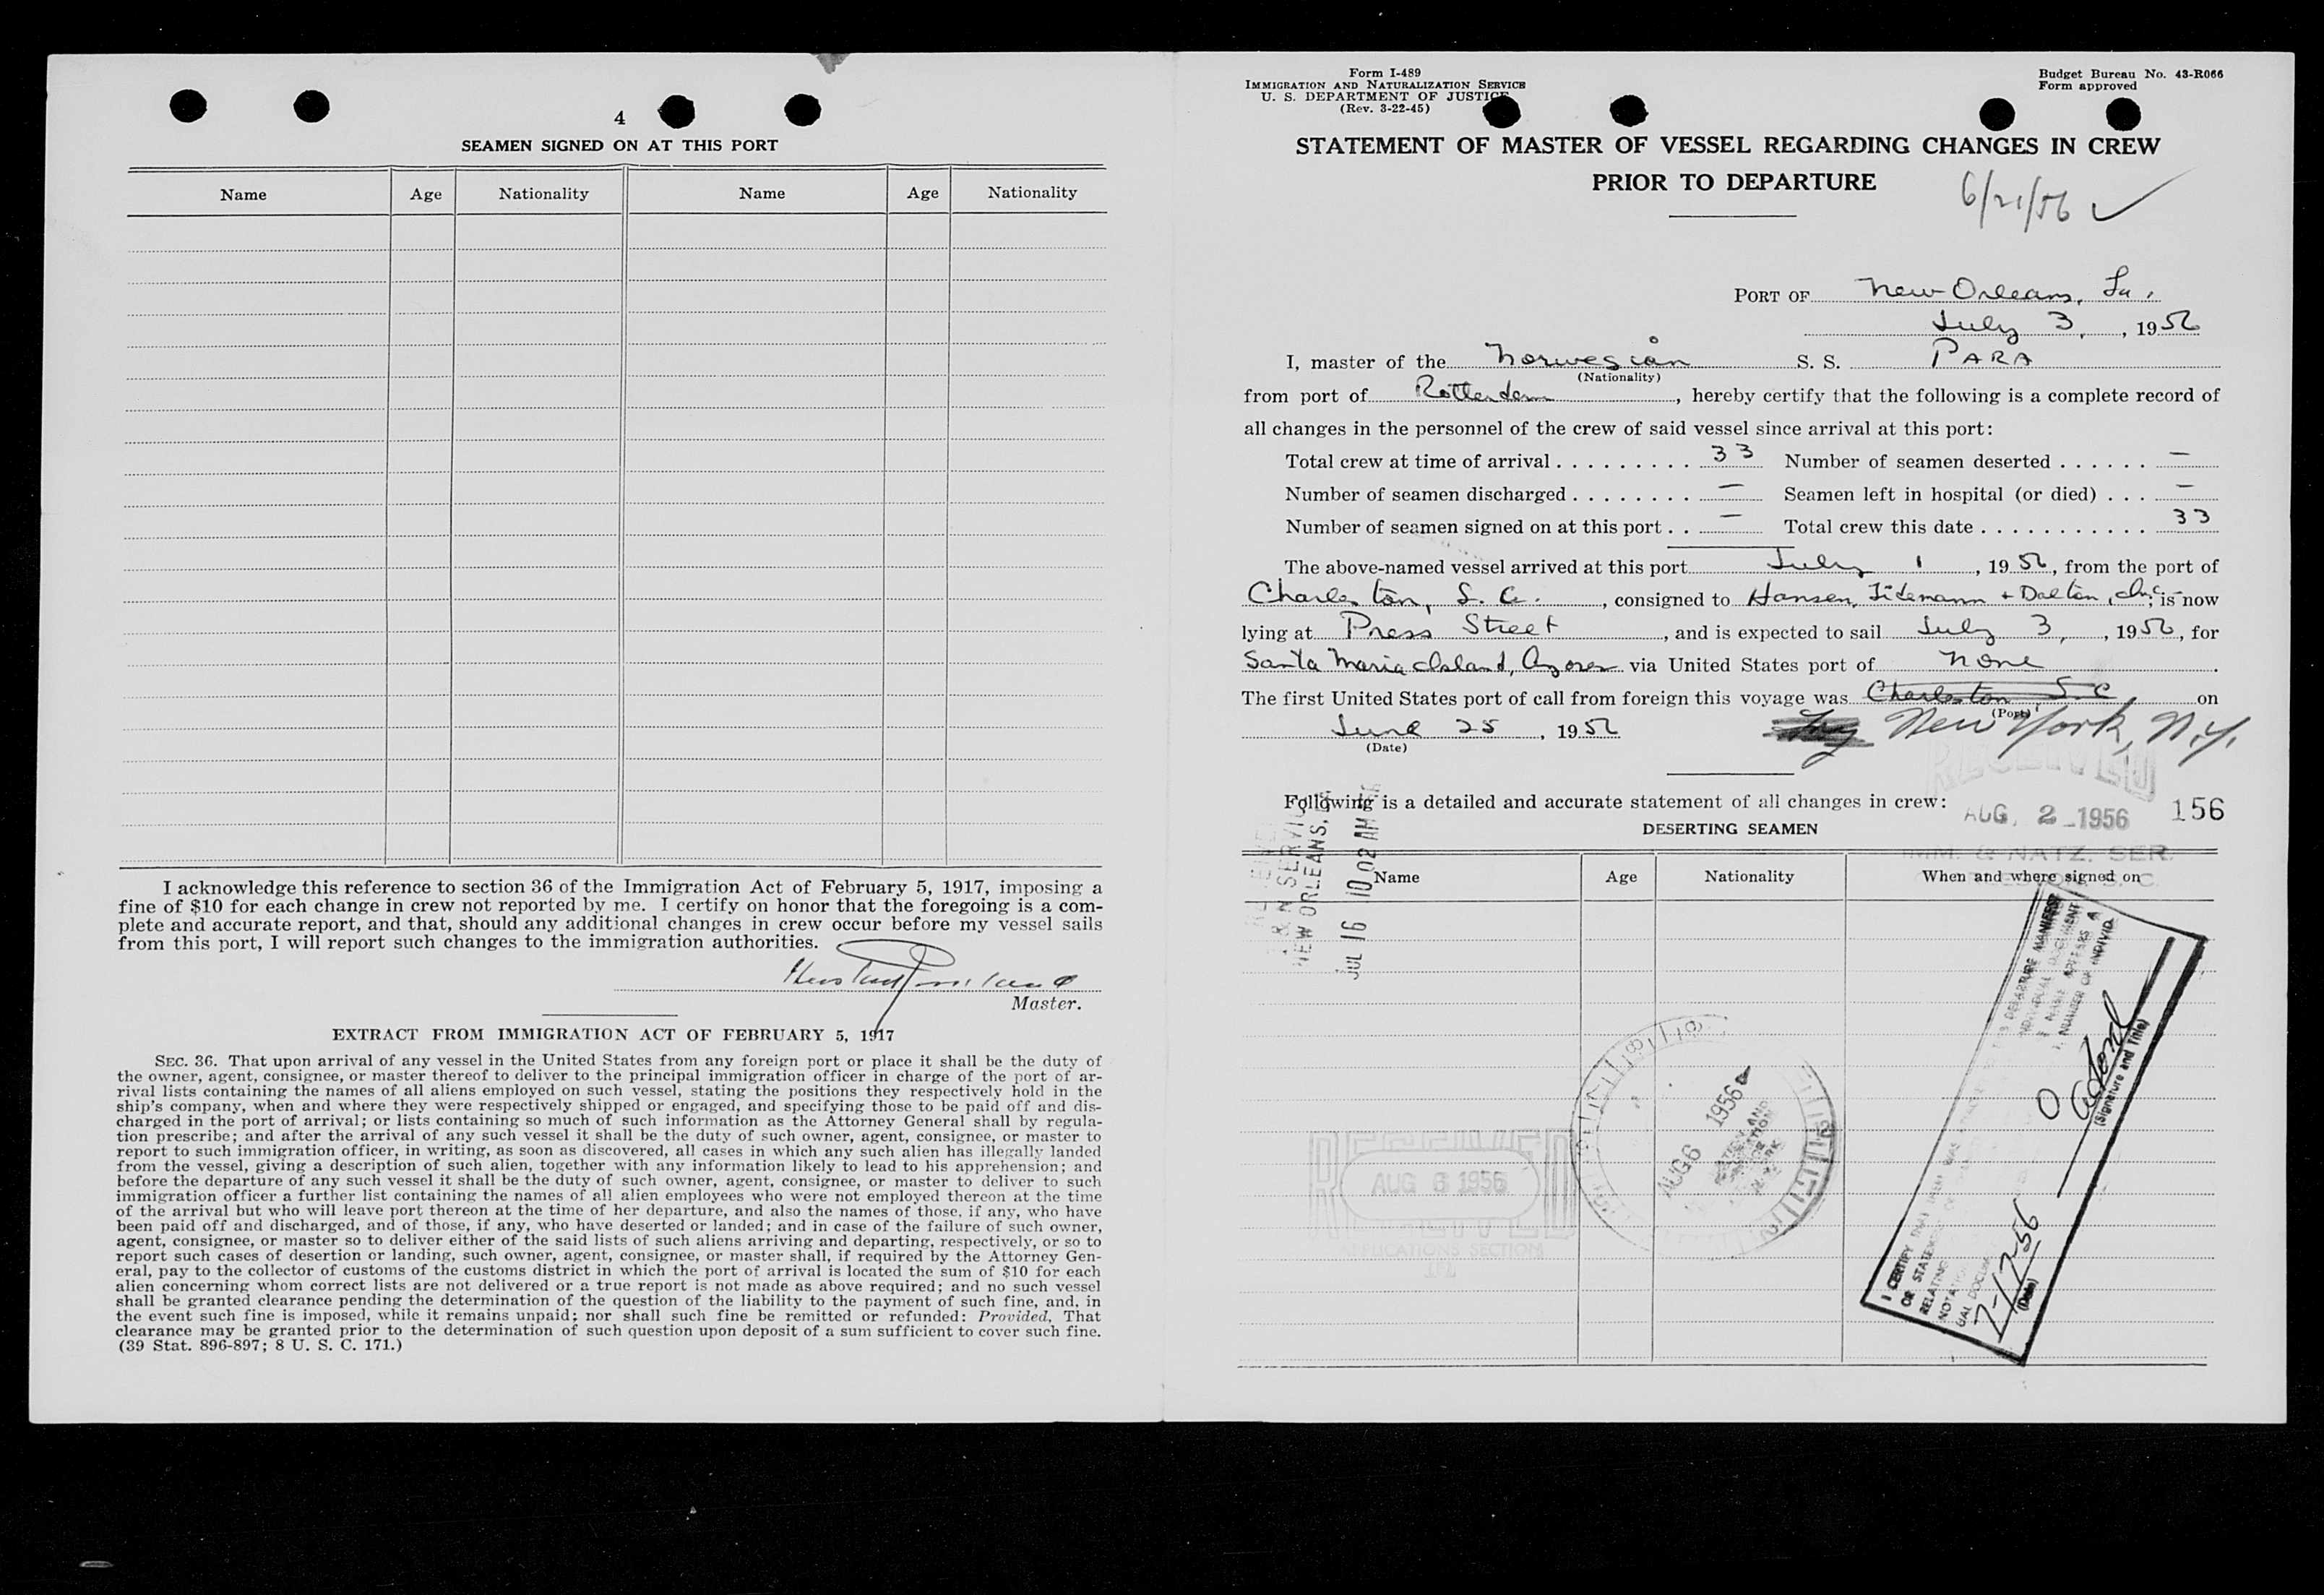 4
SEAMEN SIGNED ON AT THIS PORT
Name Age Nationality Name Age Nationality
I acknowledge this reference to section 36 of the Immigration Act of February 5, 1917, imposing a
fine of $10 for each change in crew not reported by me. I certify on honor that the foregoing is a com-
plete and accurate report, and that, should any additional changes in crew occur before my vessel sails
from this port, I will report such changes to the immigration authorities.
Master.
EXTRACT FROM IMMIGRATION ACT OF FEBRUARY 5, 1917
SEC. 36. That upon arrival of any vessel in the United States from any foreign port or place it shall be the duty of
the owner, agent, consignee, or master thereof to deliver to the principal immigration officer in charge of the port of ar-
rival lists containing the names of all aliens employed on such vessel, stating the positions they respectively hold in the
ship's company, when and where they were respectively shipped or engaged, and specifying those to be paid off and dis-
charged in the port of arrival; or lists containing so much of such information as the Attorney General shall by regula-
tion prescribe; and after the arrival of any such vessel it shall be the duty of such owner, agent, consignee, or master to
report to such immigration officer, in writing, as soon as discovered, all cases in which any such alien has illegally landed
from the vessel, giving a description of such alien, together with any information likely to lead to his apprehension; and
before the departure of any such vessel it shall be the duty of such owner, agent, consignee, or master to deliver to such
immigration officer a further list containing the names of all alien employees who were not employed thereon at the time
of the arrival but who will leave port thereon at the time of her departure, and also the names of those, if any, who have
been paid off and discharged, and of those, if any, who have deserted or landed; and in case of the failure of such owner,
agent, consignee, or master so to deliver either of the said lists of such aliens arriving and departing, respectively, or so to
report such cases of desertion or landing, such owner, agent, consignee, or master shall, if required by the Attorney Gen-
eral, pay to the collector of customs of the customs district in which the port of arrival is located the sum of $10 for each
alien concerning whom correct lists are not delivered or a true report is not made as above required; and no such vessel
shall be granted clearance pending the determination of the question of the liability to the payment of such fine, and, in
the event such fine is imposed, while it remains unpaid; nor shall such fine be remitted or refunded: Provided, That
clearance may be granted prior to the determination of such question upon deposit of a sum sufficient to cover such fine.
(39 Stat. 896-897; 8 U. S. C. 171.)
Form I-489
IMMIGRATION AND NATURALIZATION SERVICE
U. S. DEPARTMENT OF JUSTICE
(Rev. 3-22-45)
Budget Bureau No. 43-R066
Form approved
STATEMENT OF MASTER OF VESSEL REGARDING CHANGES IN CREW
PRIOR TO DEPARTURE
6/21/56 ✓
PORT OF New Orleans, La.
July 3, , 1956
I, master of the Norwegian S. S. PARA
(Nationality)
from port of Rotterdam , hereby certify that the following is a complete record of
all changes in the personnel of the crew of said vessel since arrival at this port:
Total crew at time of arrival . . . . . . . . . 33 Number of seamen deserted . . . . . . —
Number of seamen discharged . . . . . . . . — Seamen left in hospital (or died) . . . —
Number of seamen signed on at this port . . — Total crew this date . . . . . . . . . . . 33
The above-named vessel arrived at this port July 1 , 1956, from the port of
Charleston, S. C. , consigned to Hansen, Tidemann + Dalton, Inc; is now
lying at Press Street , and is expected to sail July 3, , 1956, for
Santa Maria Island, Azores via United States port of None .
The first United States port of call from foreign this voyage was Charleston S. C on
(Port)
June 25 , 1956 New York, N.Y.
(Date)
Following is a detailed and accurate statement of all changes in crew:
RECEIVED
AUG. 2 1956 156
IMM. & NATZ. SER.
DESERTING SEAMEN
Name Age Nationality When and where signed on
NEW ORLEANS,
JUL 16 10 02 AM
RECEIVED
AUG 6 1956
APPLICATIONS SECTION
AUG 6 1956
I CERTIFY THAT
OR STATEMENT
RELATING
DEPARTURE MANIFEST
NUMBER OF INDIVID.
(Signature and Title)
7-17-56
(Date)